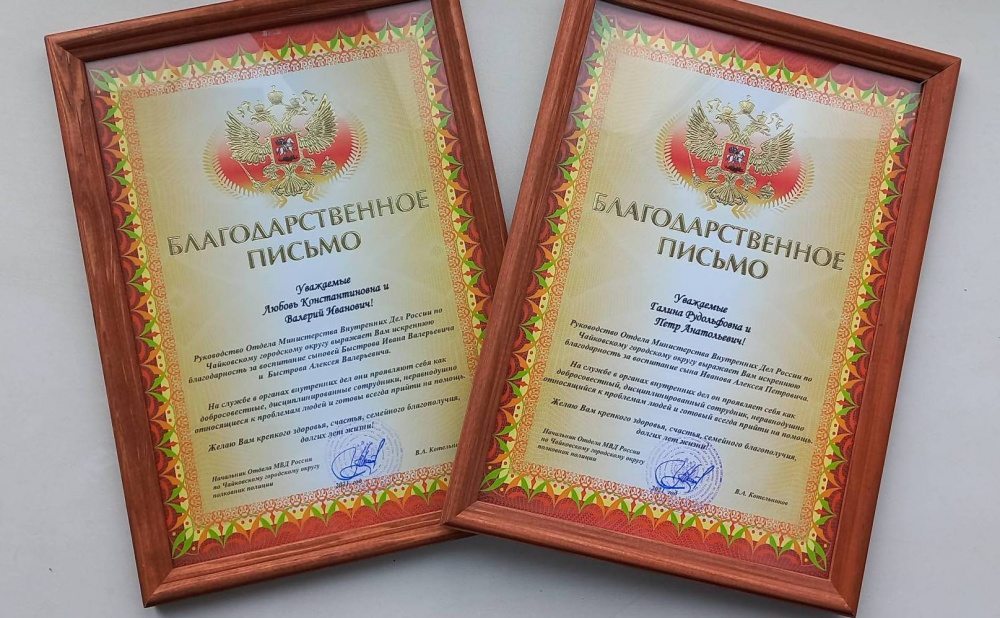 БЛАГОДАРСТВЕННОЕ
ПИСЬМО
Уважаемые
Любовь Константиновна и
Валерий Иванович!
Руководство Отдела Министерства Внутренних Дел России по
Чайковскому городскому округу выражает Вам искреннюю
благодарность за воспитание сыновей Быстрова Ивана Валерьевича
и Быстрова Алексея Валерьевича.
На службе в органах внутренних дел они проявляют себя как
добросовестные, дисциплинированные сотрудники, неравнодушно
относящиеся к проблемам людей и готовы всегда прийти на помощь.
Желаю Вам крепкого здоровья, счастья, семейного благополучия,
долгих лет жизни!
Начальник Отдела МВД России
по Чайковскому городскому округу
полковник полиции
В.А. Котельн
2021 год
БЛАГОДАРСТВЕННОЕ
ПИСЬМО
Уважаемые
Галина Рудольфовна и
Пётр Анатольевич!
Руководство Отдела Министерства Внутренних Дел России по
Чайковскому городскому округу выражает Вам искреннюю
благодарность за воспитание сына Иванова Алексея Петровича.
На службе в органах внутренних дел он проявляет себя как
добросовестный, дисциплинированный сотрудник, неравнодушно
относящийся к проблемам людей и готовый всегда прийти на помощь.
Желаю Вам крепкого здоровья, счастья, семейного благополучия,
долгих лет жизни!
Начальник Отдела МВД России
по Чайковскому городскому округу
полковник полиции
В.А. Котельников
год